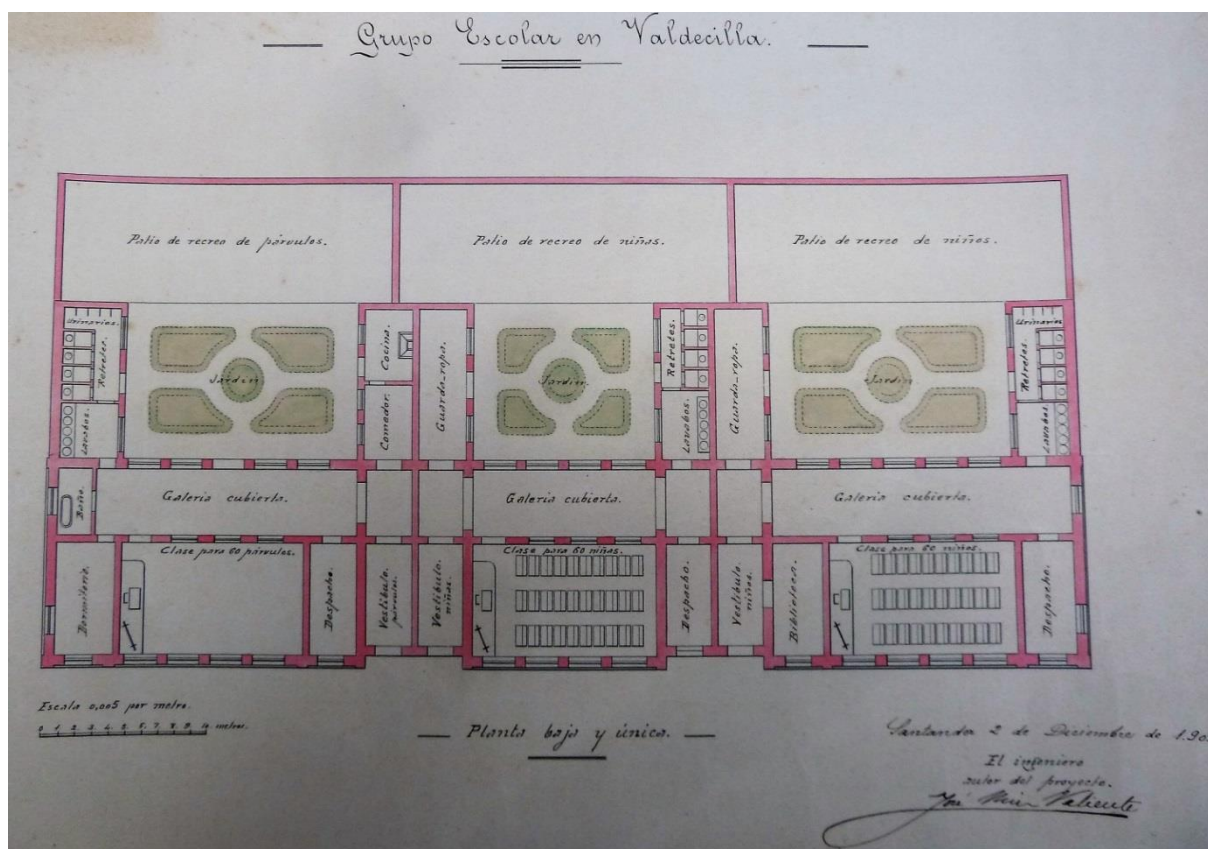 Grupo Escolar en Valdecilla.
Patio de recreo de párvulos.
Patio de recreo de niñas.
Patio de recreo de niños.
Urinarios.
Retretes.
Lavabos.
Jardín
Cocina.
Comedor.
Guarda-ropa.
Jardín.
Retretes.
Lavabos.
Guarda-ropa.
Jardín
Urinarios
Retretes.
Lavabos.
Baño.
Galería cubierta.
Galería cubierta.
Galería cubierta.
Dormitorio.
Clase para 60 párvulos.
Despacho.
Vestíbulo
párvulos.
Vestíbulo
niñas.
Clase para 60 niñas.
Despacho.
Vestíbulo
niños.
Biblioteca.
Clase para 60 niños.
Despacho.
Escala 0,005 por metro.
0 1 2 3 4 5 6 7 8 9 10 metros.
Planta baja y única.
Santander 2 de Diciembre de 1.90
El ingeniero
autor del proyecto.
José Valiente